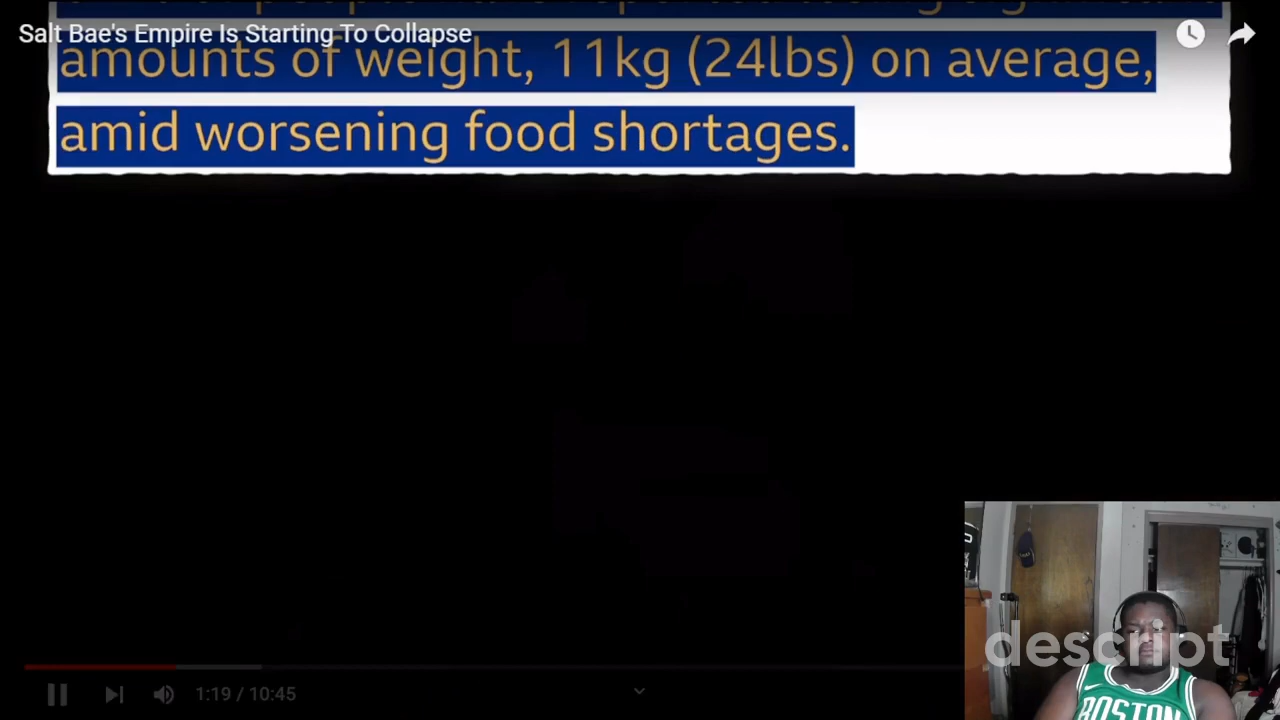 Salt Bae's Empire Is Starting To Collapse
amounts of weight, 11kg (24lbs) on average,
amid worsening food shortages.
1:19 / 10:45
descript
BOSTON